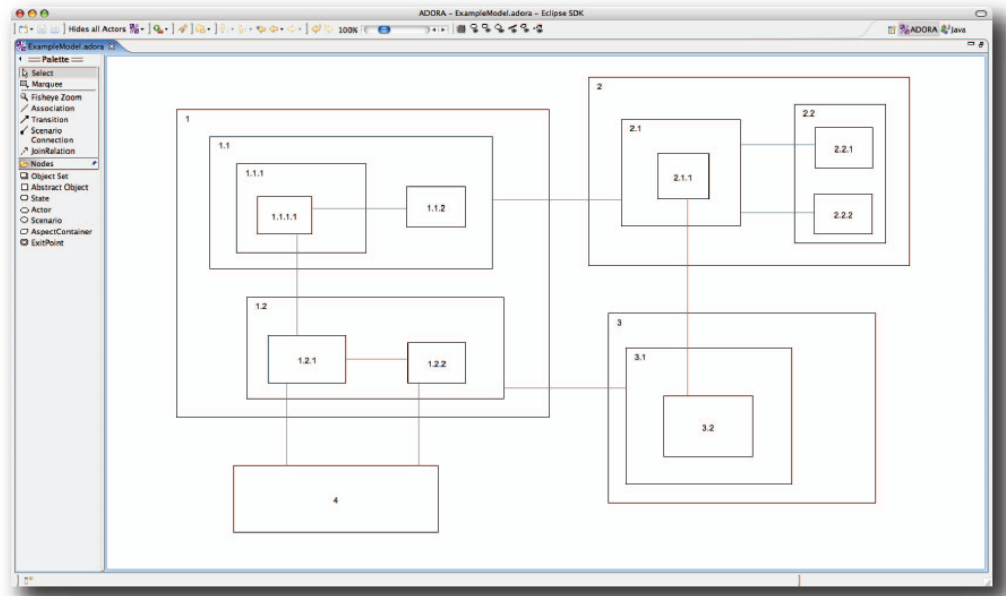 ADORA - ExampleModel.adora - Eclipse SDK
Hides all Actors
100%
ADORA
Java
ExampleModel.adora
Palette
Select
Marquee
Fisheye Zoom
Association
Transition
Scenario
Connection
JoinRelation
Nodes
Object Set
Abstract Object
State
Actor
Scenario
AspectContainer
ExitPoint
1
1.1
1.1.1
1.1.1.1
1.1.2
1.2
1.2.1
1.2.2
2
2.1
2.1.1
2.2
2.2.1
2.2.2
3
3.1
3.2
4